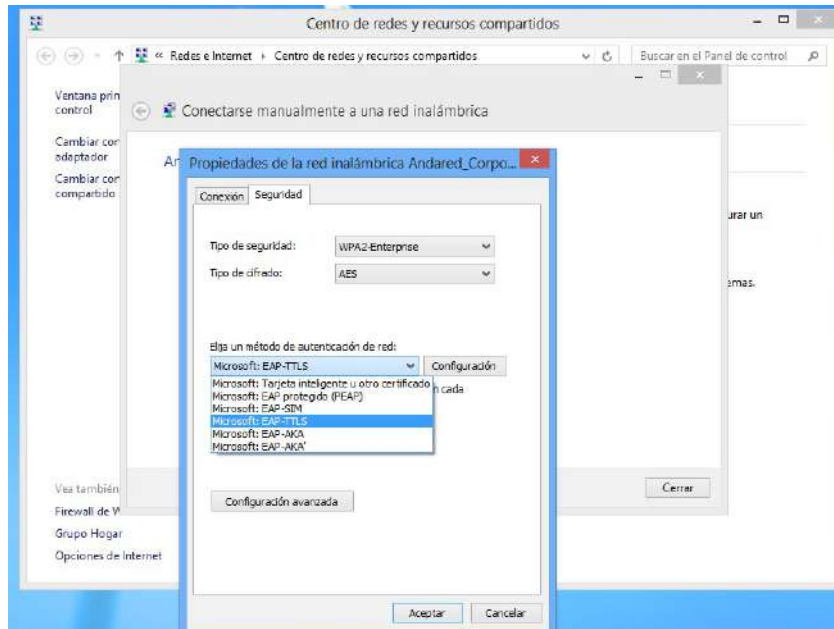 Centro de redes y recursos compartidos
« Redes e Internet Centro de redes y recursos compartidos
Buscar en el Panel de control
Ventana prin
control
Cambiar cor
adaptador
Cambiar cor
compartido
Conectarse manualmente a una red inalámbrica
An
Propiedades de la red inalámbrica Andared_Corpo...
Conexión Seguridad
Tipo de seguridad: WPA2-Enterprise
Tipo de cifrado: AES
Elija un método de autenticación de red:
Microsoft: EAP-TTLS Configuración
Microsoft: Tarjeta inteligente u otro certificado
n cada
Microsoft: EAP protegido (PEAP)
Microsoft: EAP-SIM
Microsoft: EAP-TTLS
Microsoft: EAP-AKA
Microsoft: EAP-AKA'
Configuración avanzada
Aceptar Cancelar
Cerrar
urar un
emas.
Vea también
Firewall de W
Grupo Hogar
Opciones de Internet